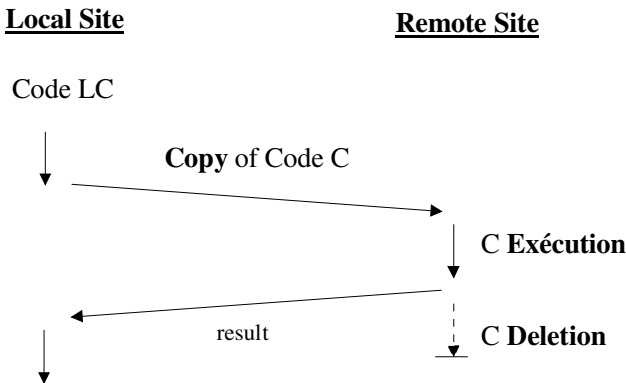 Local Site
Remote Site
Code LC
Copy of Code C
C Exécution
result
C Deletion